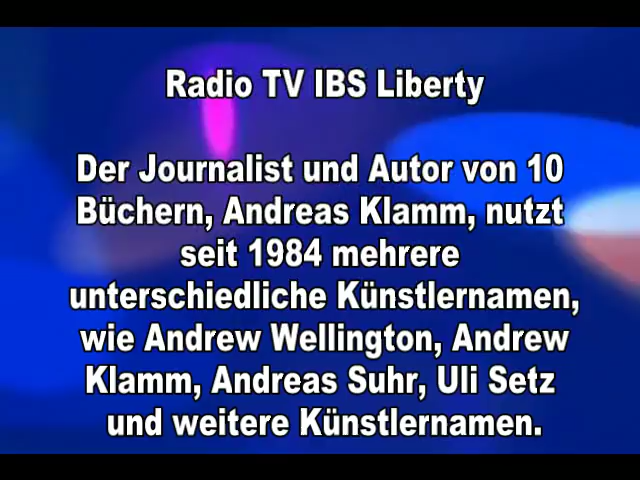 Radio TV IBS Liberty
Der Journalist und Autor von 10
Büchern, Andreas Klamm, nutzt
seit 1984 mehrere
unterschiedliche Künstlernamen,
wie Andrew Wellington, Andrew
Klamm, Andreas Suhr, Uli Setz
und weitere Künstlernamen.